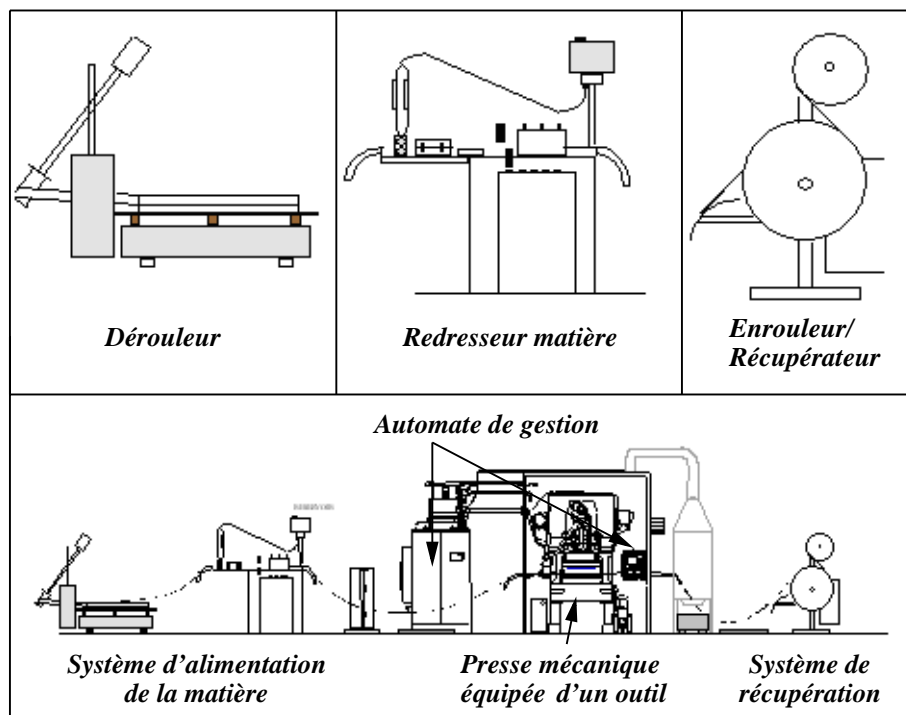 Dérouleur
Redresseur matière
Enrouleur/
Récupérateur
Automate de gestion
Système d'alimentation
de la matière
Presse mécanique
équipée d'un outil
Système de
récupération